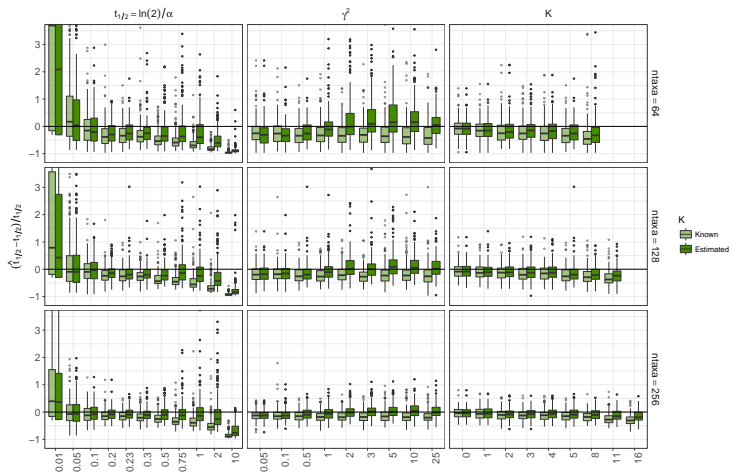 t1/2 = ln(2)/α
γ²
K
3
2
1
0
−1
ntaxa = 64
3
2
1
0
−1
ntaxa = 128
3
2
1
0
−1
ntaxa = 256
(t̂1/2 − t1/2)/t1/2
K
Known
Estimated
0.01 0.05 0.1 0.2 0.23 0.3 0.5 0.75 1 2 10
0.05 0.1 0.5 1 2 3 5 10 25
0 1 2 3 4 5 8 11 16